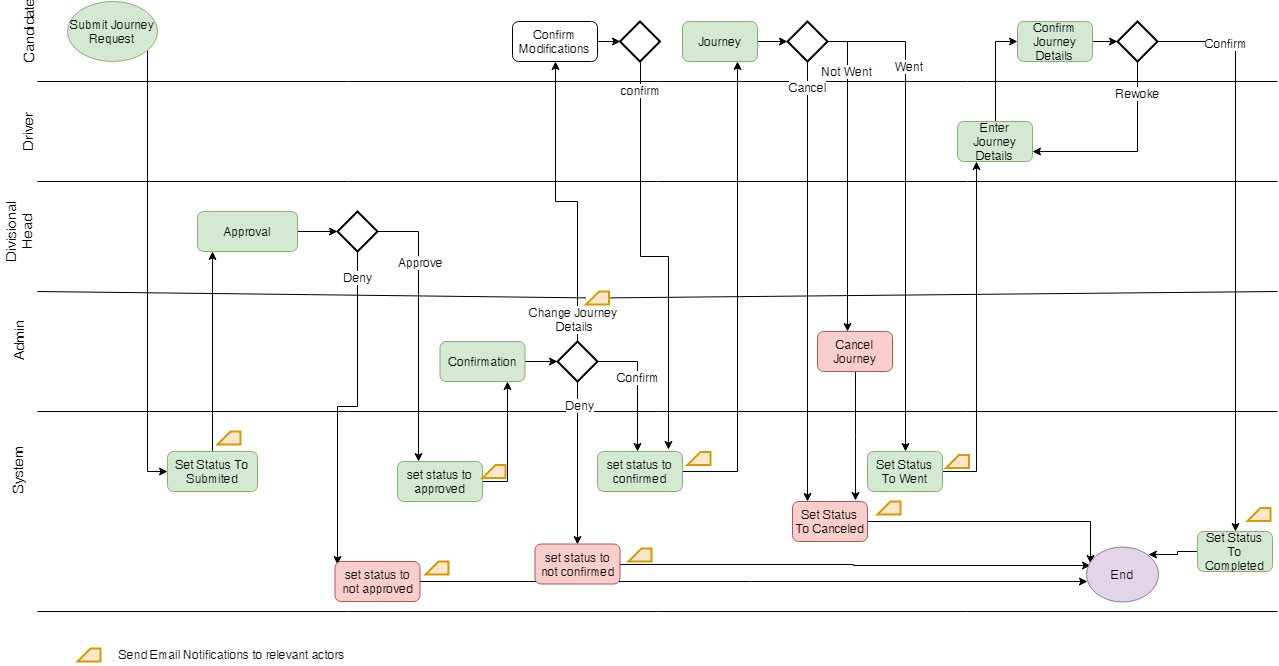 Candidate
Submit Journey
Request
Confirm
Modifications
confirm
Journey
Cancel
Not Went
Went
Confirm
Journey
Details
Confirm
Rewoke
Driver
Enter
Journey
Details
Divisional
Head
Approval
Deny
Approve
Admin
Change Journey
Details
Confirmation
Confirm
Deny
Cancel
Journey
System
Set Status To
Submited
set status to
approved
set status to
confirmed
Set Status
To Went
Set Status
To Canceled
set status to
not approved
set status to
not confirmed
End
Set Status
To
Completed
Send Email Notifications to relevant actors